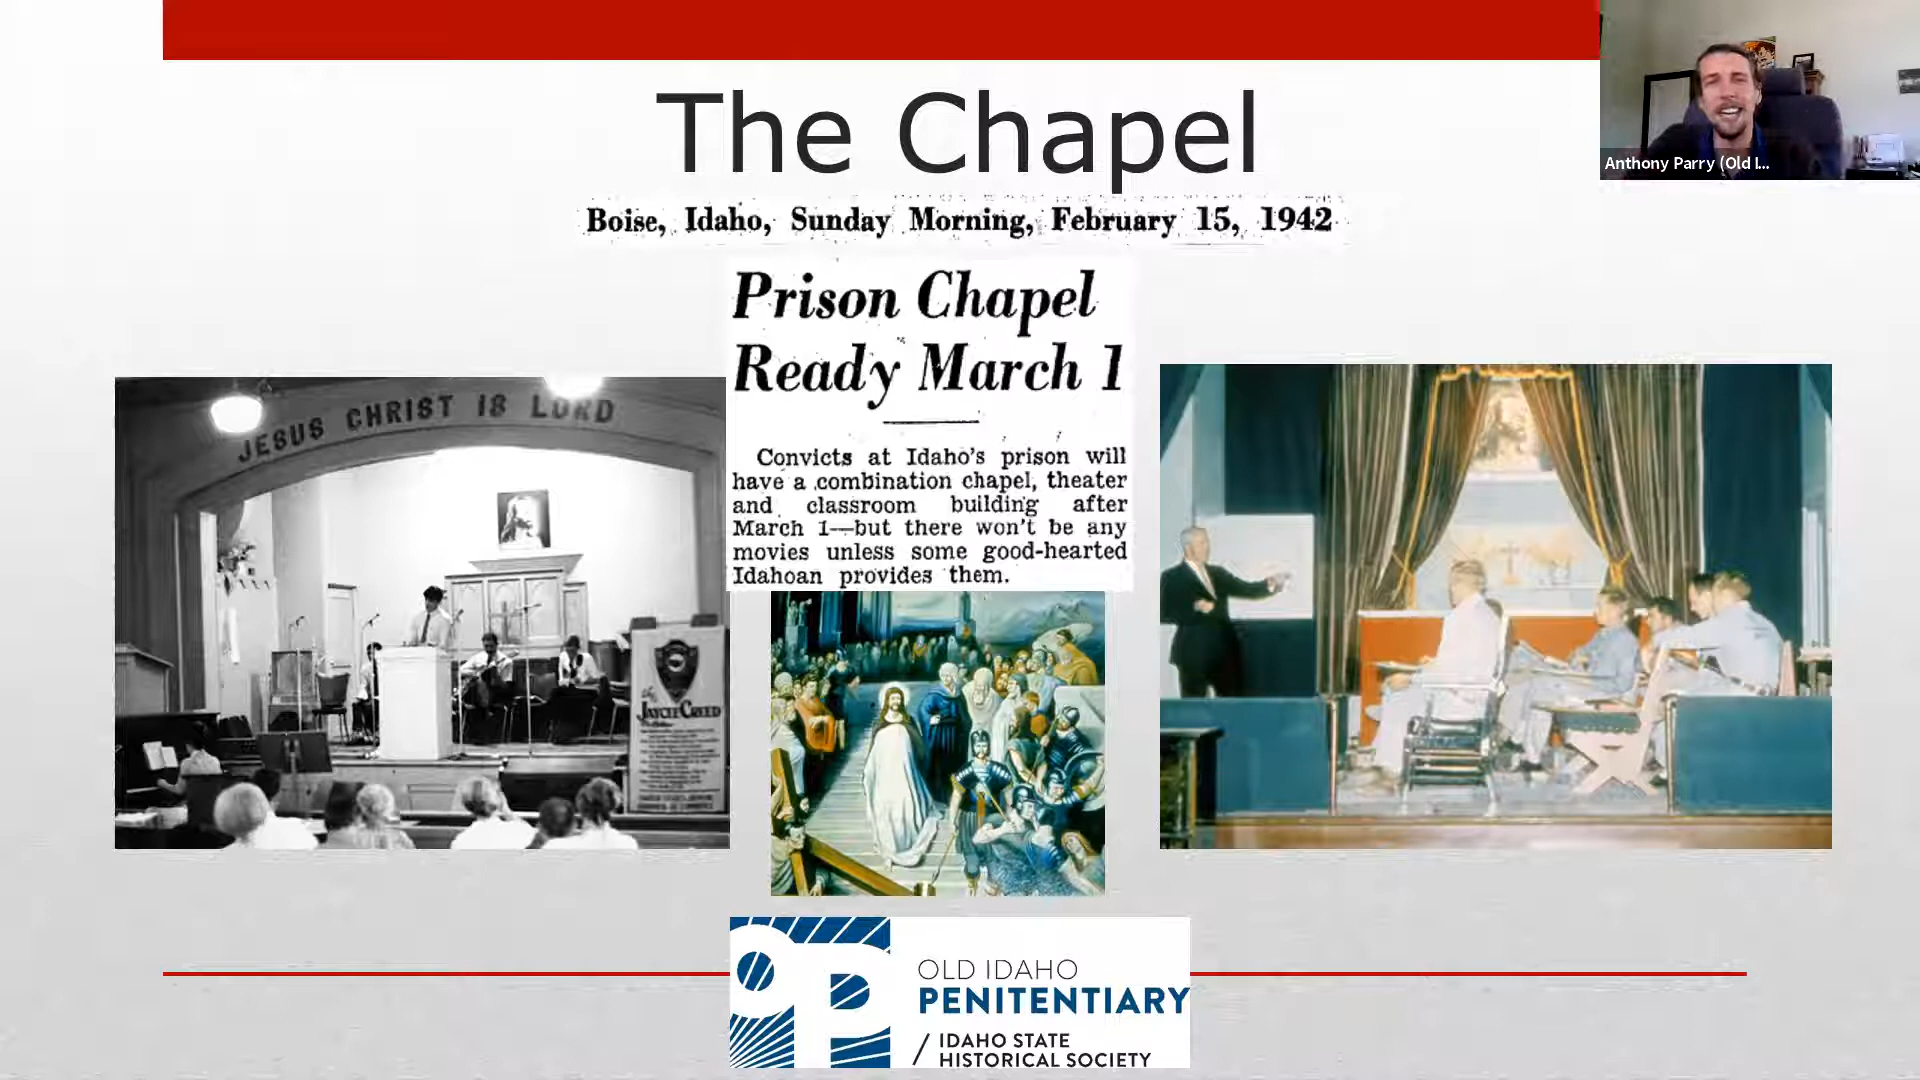 The Chapel
Anthony Parry (Old I...
Boise, Idaho, Sunday Morning, February 15, 1942
Prison Chapel
Ready March 1
Convicts at Idaho's prison will
have a combination chapel, theater
and classroom building after
March 1—but there won't be any
movies unless some good-hearted
Idahoan provides them.
JESUS CHRIST IS LORD
the
JAYCEE CREED
OLD IDAHO
PENITENTIARY
/ IDAHO STATE
HISTORICAL SOCIETY